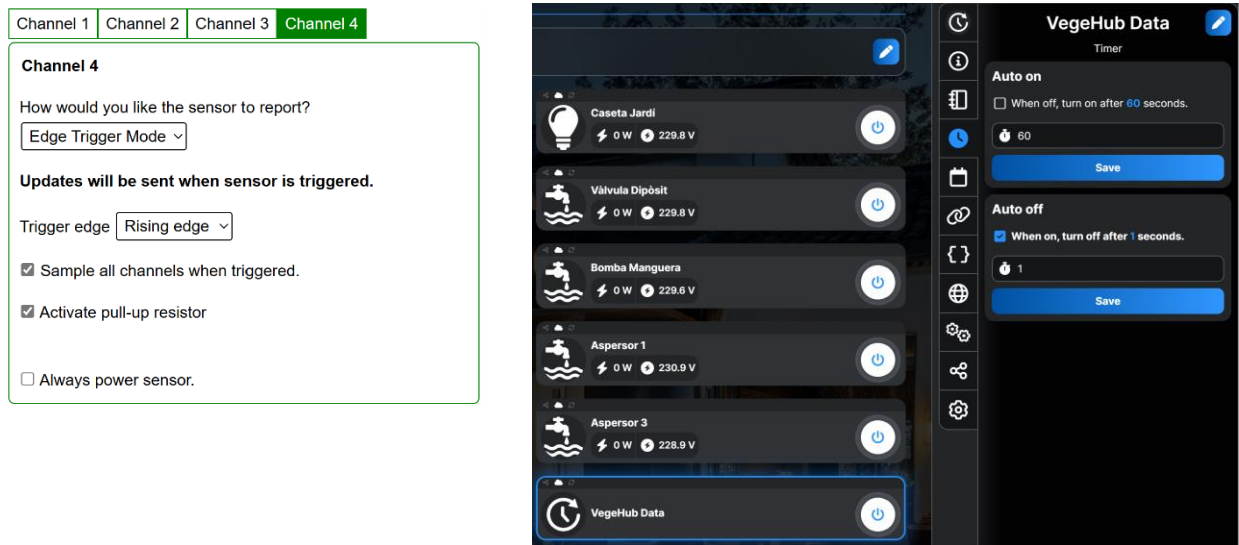 Channel 1 Channel 2 Channel 3 Channel 4
Channel 4
How would you like the sensor to report?
Edge Trigger Mode
Updates will be sent when sensor is triggered.
Trigger edge Rising edge
Sample all channels when triggered.
Activate pull-up resistor
Always power sensor.
Caseta Jardí
0 W 229.8 V
Vàlvula Dipòsit
0 W 229.8 V
Bomba Manguera
0 W 229.6 V
Aspersor 1
0 W 230.9 V
Aspersor 3
0 W 228.9 V
VegeHub Data
VegeHub Data
Timer
Auto on
When off, turn on after 60 seconds.
60
Save
Auto off
When on, turn off after 1 seconds.
1
Save